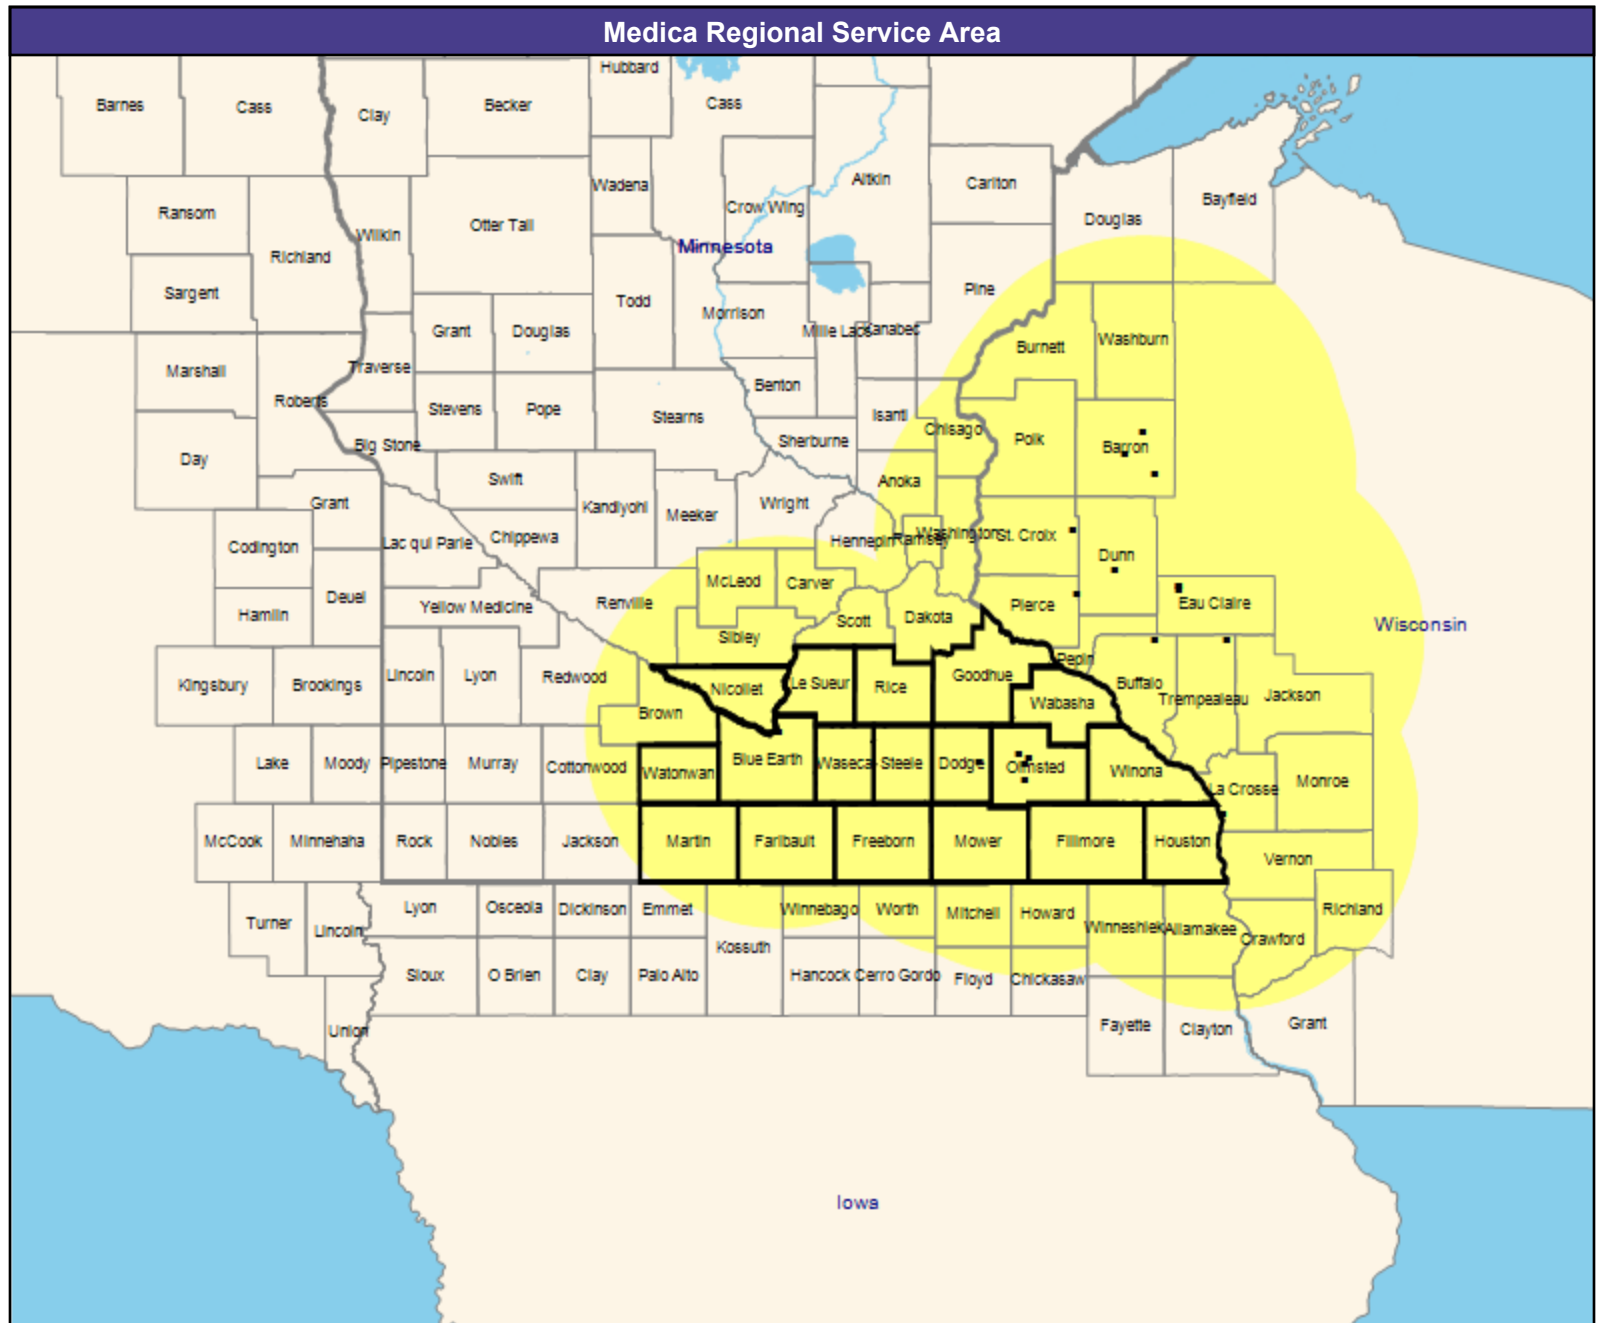 Medica Regional Service Area
Hubbard
Barnes
Cass
Clay
Becker
Cass
Wadena
Crow Wing
Aitkin
Carlton
Bayfield
Ransom
Wilkin
Otter Tail
Douglas
Minnesota
Richland
Sargent
Todd
Morrison
Pine
Grant
Douglas
Mille Lacs
Kanabec
Burnett
Washburn
Marshall
Traverse
Benton
Roberts
Stevens
Pope
Stearns
Isanti
Chisago
Polk
Barron
Big Stone
Sherburne
Day
Swift
Anoka
Grant
Kandiyohi
Meeker
Wright
Codington
Lac qui Parle
Chippewa
Hennepin
Ramsey
Washington
St. Croix
Dunn
McLeod
Carver
Hamlin
Deuel
Yellow Medicine
Renville
Scott
Dakota
Pierce
Eau Claire
Wisconsin
Sibley
Pepin
Kingsbury
Brookings
Lincoln
Lyon
Redwood
Nicollet
Le Sueur
Rice
Goodhue
Wabasha
Buffalo
Trempealeau
Jackson
Brown
Lake
Moody
Pipestone
Murray
Cottonwood
Watonwan
Blue Earth
Waseca
Steele
Dodge
Olmsted
Winona
La Crosse
Monroe
McCook
Minnehaha
Rock
Nobles
Jackson
Martin
Faribault
Freeborn
Mower
Fillmore
Houston
Vernon
Turner
Lincoln
Lyon
Osceola
Dickinson
Emmet
Kossuth
Winnebago
Worth
Mitchell
Howard
Winneshiek
Allamakee
Crawford
Richland
Sioux
O Brien
Clay
Palo Alto
Hancock
Cerro Gordo
Floyd
Chickasaw
Union
Fayette
Clayton
Grant
Iowa